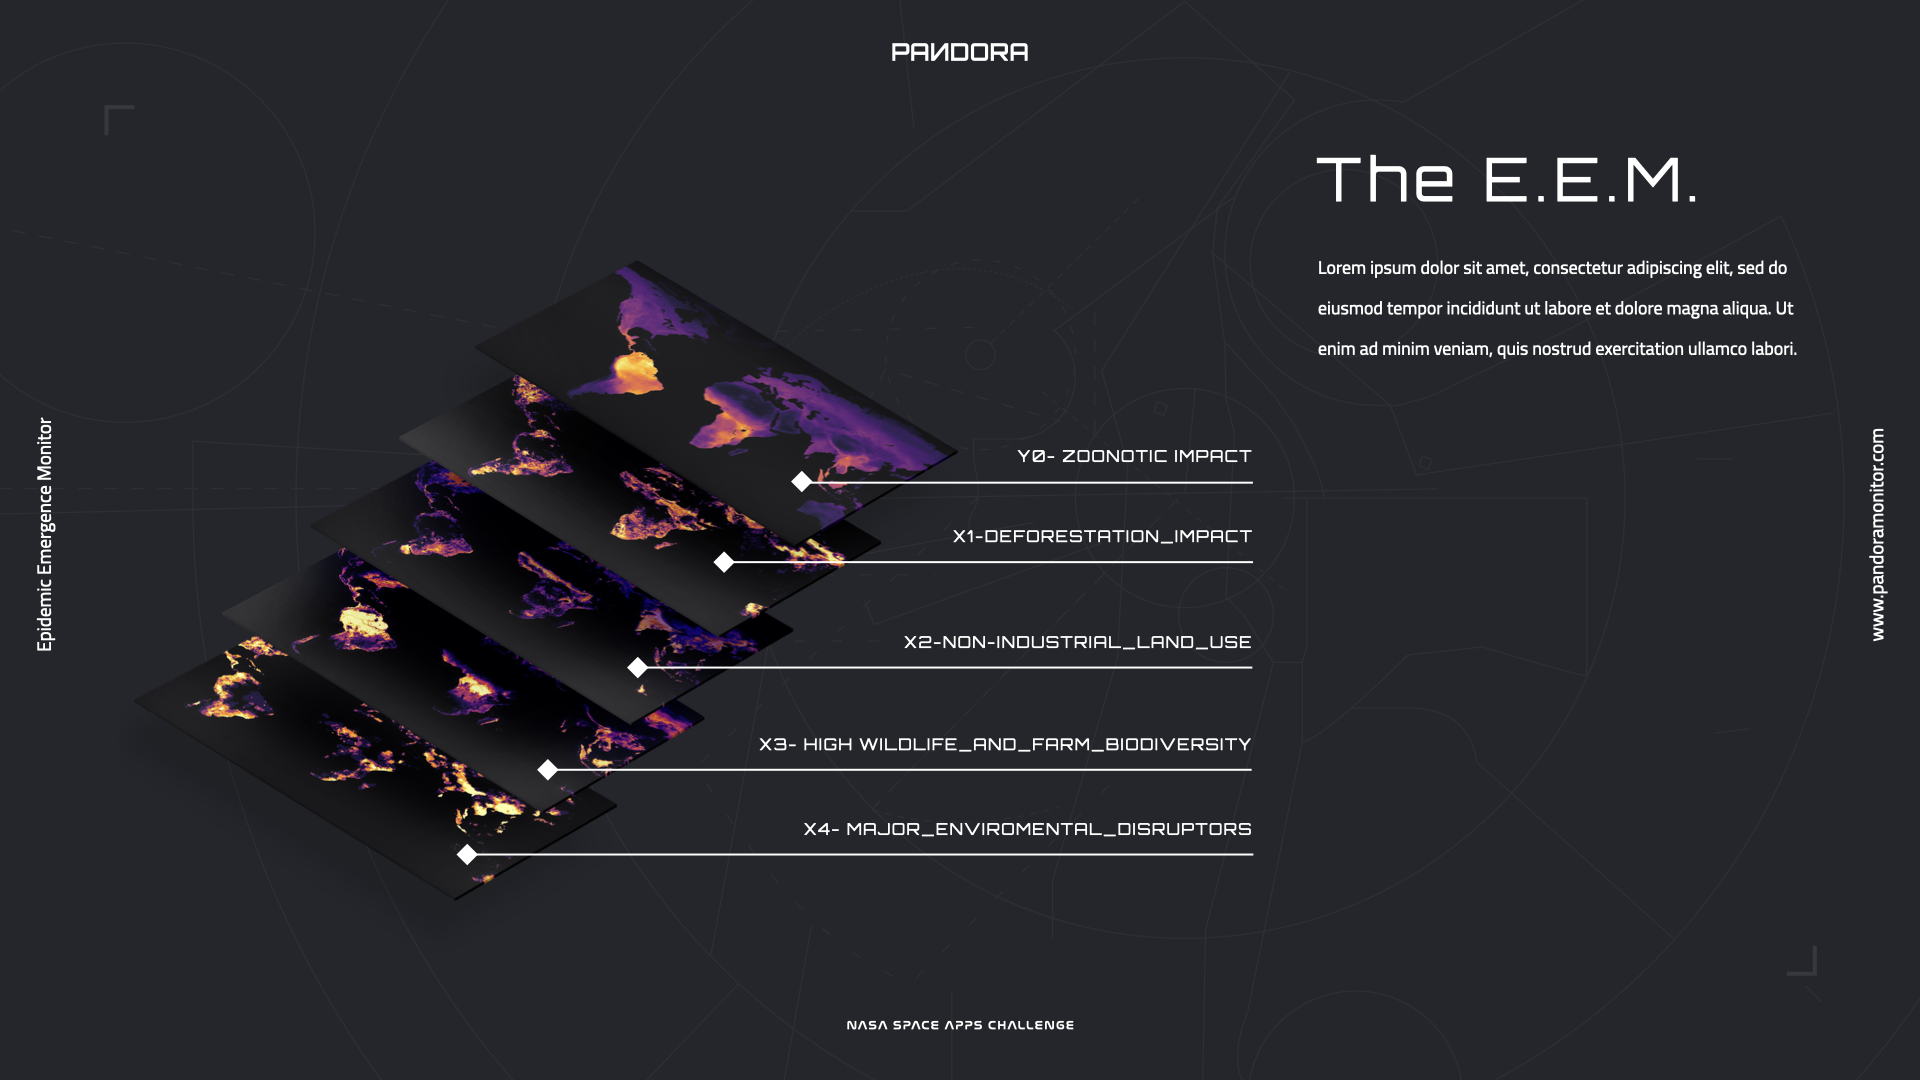 PANDORA
The E.E.M.
Lorem ipsum dolor sit amet, consectetur adipiscing elit, sed do
eiusmod tempor incididunt ut labore et dolore magna aliqua. Ut
enim ad minim veniam, quis nostrud exercitation ullamco labori.
Epidemic Emergence Monitor
Y0- ZOONOTIC IMPACT
X1-DEFORESTATION_IMPACT
X2-NON-INDUSTRIAL_LAND_USE
X3- HIGH WILDLIFE_AND_FARM_BIODIVERSITY
X4- MAJOR_ENVIROMENTAL_DISRUPTORS
www.pandoramonitor.com
NASA SPACE APPS CHALLENGE